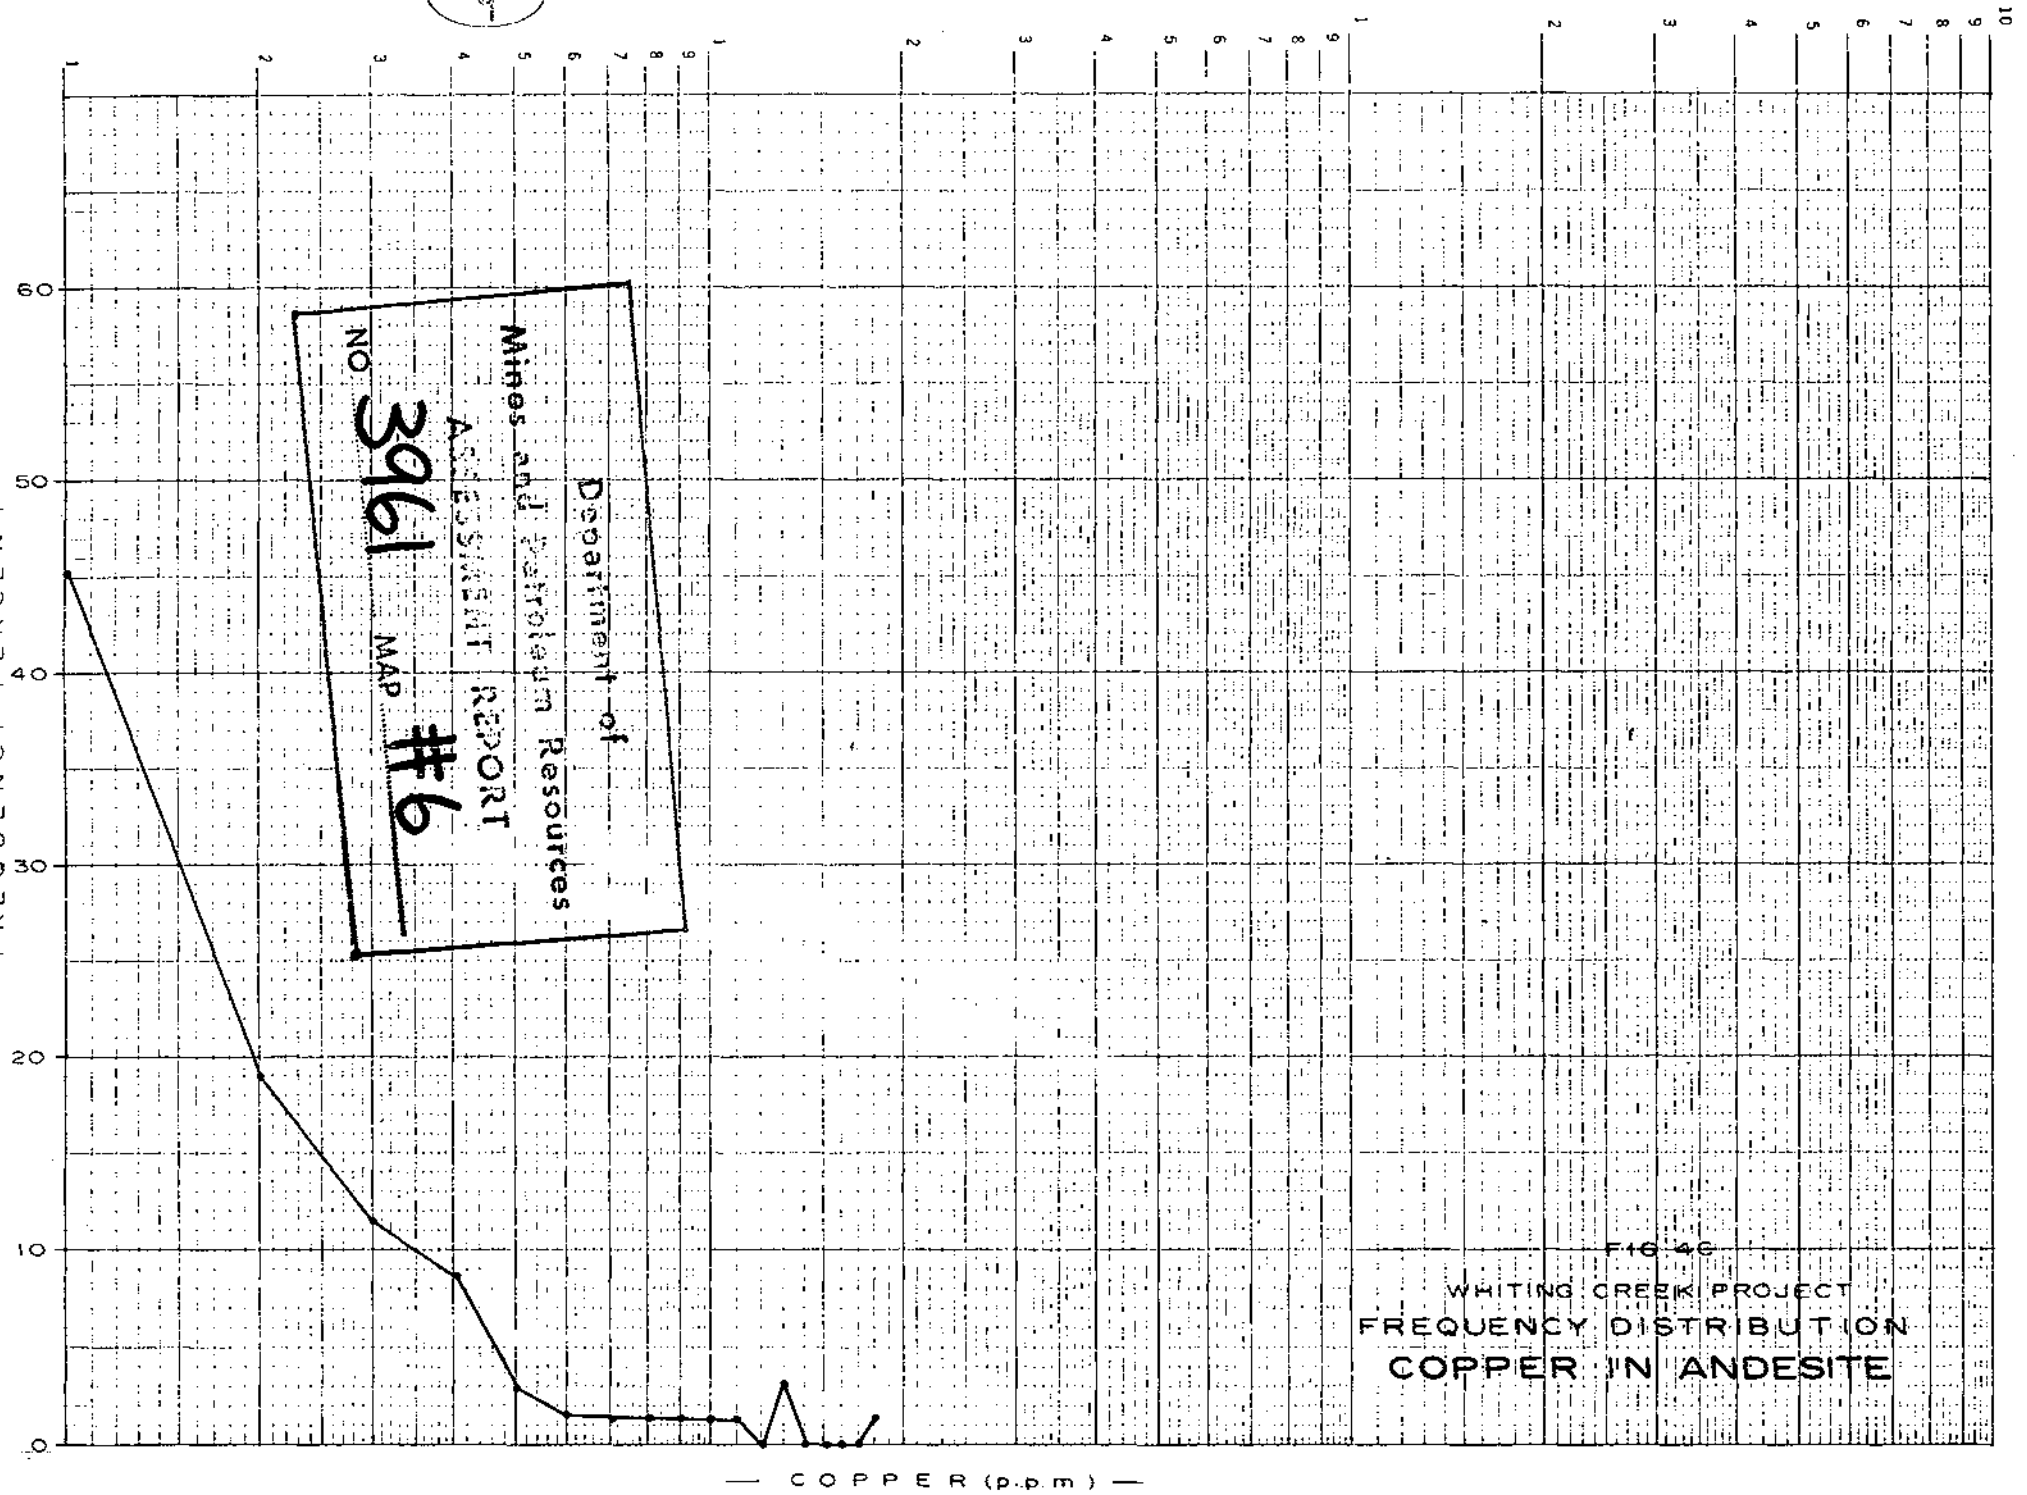 1 2 3 4 5 6 7 8 9 1 2 3 4 5 6 7 8 9 1 2 3 4 5 6 7 8 9 10
60
50
40
30
20
10
0
Department of
Mines and Petroleum Resources
ASSESSMENT REPORT
NO. 3961 MAP #6
— COPPER (p.p.m.) —
WHITING CREEK PROJECT
FREQUENCY DISTRIBUTION
COPPER IN ANDESITE